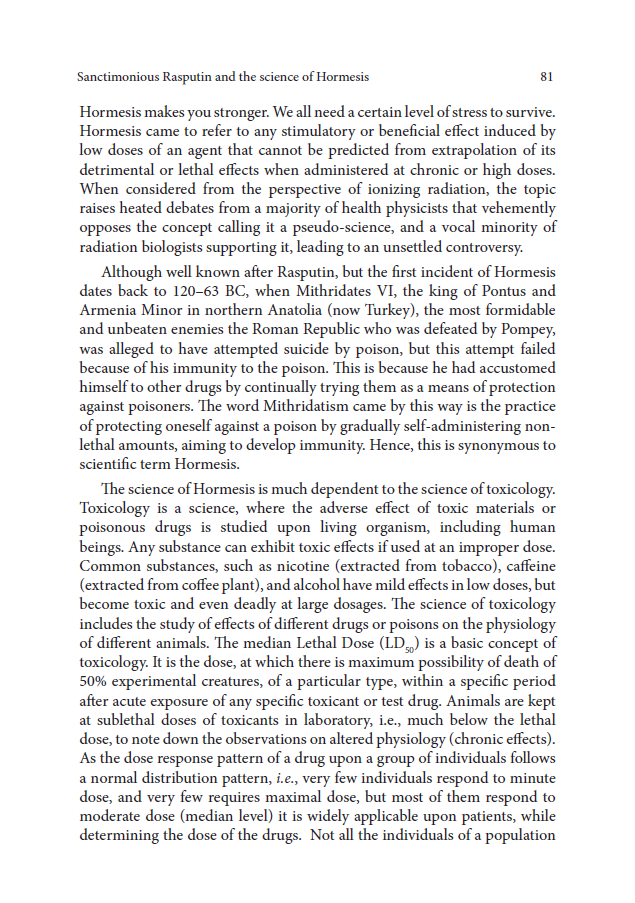 Sanctimonious Rasputin and the science of Hormesis 81
Hormesis makes you stronger. We all need a certain level of stress to survive.
Hormesis came to refer to any stimulatory or beneficial effect induced by
low doses of an agent that cannot be predicted from extrapolation of its
detrimental or lethal effects when administered at chronic or high doses.
When considered from the perspective of ionizing radiation, the topic
raises heated debates from a majority of health physicists that vehemently
opposes the concept calling it a pseudo-science, and a vocal minority of
radiation biologists supporting it, leading to an unsettled controversy.
Although well known after Rasputin, but the first incident of Hormesis
dates back to 120–63 BC, when Mithridates VI, the king of Pontus and
Armenia Minor in northern Anatolia (now Turkey), the most formidable
and unbeaten enemies the Roman Republic who was defeated by Pompey,
was alleged to have attempted suicide by poison, but this attempt failed
because of his immunity to the poison. This is because he had accustomed
himself to other drugs by continually trying them as a means of protection
against poisoners. The word Mithridatism came by this way is the practice
of protecting oneself against a poison by gradually self-administering non-
lethal amounts, aiming to develop immunity. Hence, this is synonymous to
scientific term Hormesis.
The science of Hormesis is much dependent to the science of toxicology.
Toxicology is a science, where the adverse effect of toxic materials or
poisonous drugs is studied upon living organism, including human
beings. Any substance can exhibit toxic effects if used at an improper dose.
Common substances, such as nicotine (extracted from tobacco), caffeine
(extracted from coffee plant), and alcohol have mild effects in low doses, but
become toxic and even deadly at large dosages. The science of toxicology
includes the study of effects of different drugs or poisons on the physiology
of different animals. The median Lethal Dose (LD50) is a basic concept of
toxicology. It is the dose, at which there is maximum possibility of death of
50% experimental creatures, of a particular type, within a specific period
after acute exposure of any specific toxicant or test drug. Animals are kept
at sublethal doses of toxicants in laboratory, i.e., much below the lethal
dose, to note down the observations on altered physiology (chronic effects).
As the dose response pattern of a drug upon a group of individuals follows
a normal distribution pattern, i.e., very few individuals respond to minute
dose, and very few requires maximal dose, but most of them respond to
moderate dose (median level) it is widely applicable upon patients, while
determining the dose of the drugs. Not all the individuals of a population